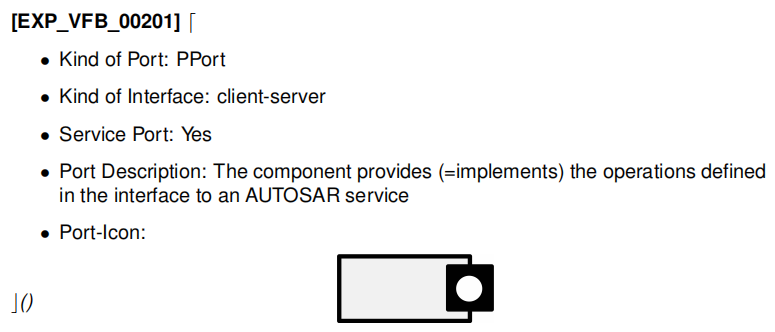 [EXP_VFB_00201] ⌈
• Kind of Port: PPort
• Kind of Interface: client-server
• Service Port: Yes
• Port Description: The component provides (=implements) the operations defined
in the interface to an AUTOSAR service
• Port-Icon:
⌋()